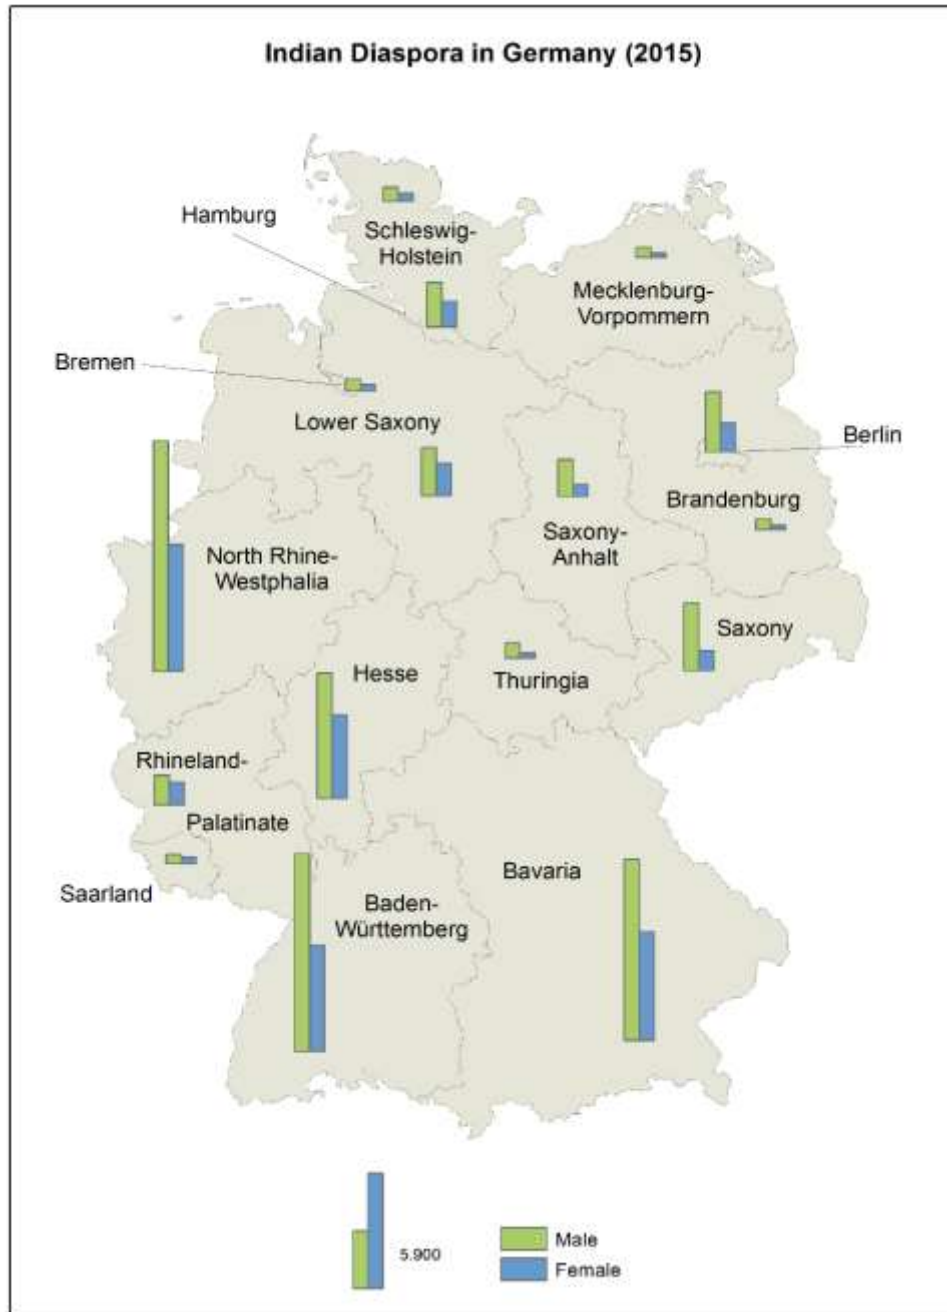 Indian Diaspora in Germany (2015)
Hamburg
Schleswig-
Holstein
Mecklenburg-
Vorpommern
Bremen
Lower Saxony
Berlin
Brandenburg
Saxony-
Anhalt
North Rhine-
Westphalia
Saxony
Hesse
Thuringia
Rhineland-
Palatinate
Saarland
Bavaria
Baden-
Württemberg
5.900
Male
Female